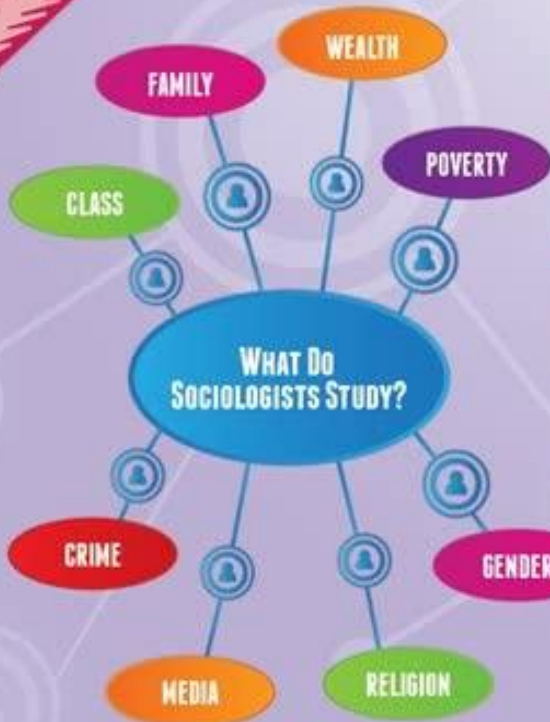 WEALTH
FAMILY
POVERTY
CLASS
WHAT DO
SOCIOLOGISTS STUDY?
CRIME
GENDER
MEDIA
RELIGION